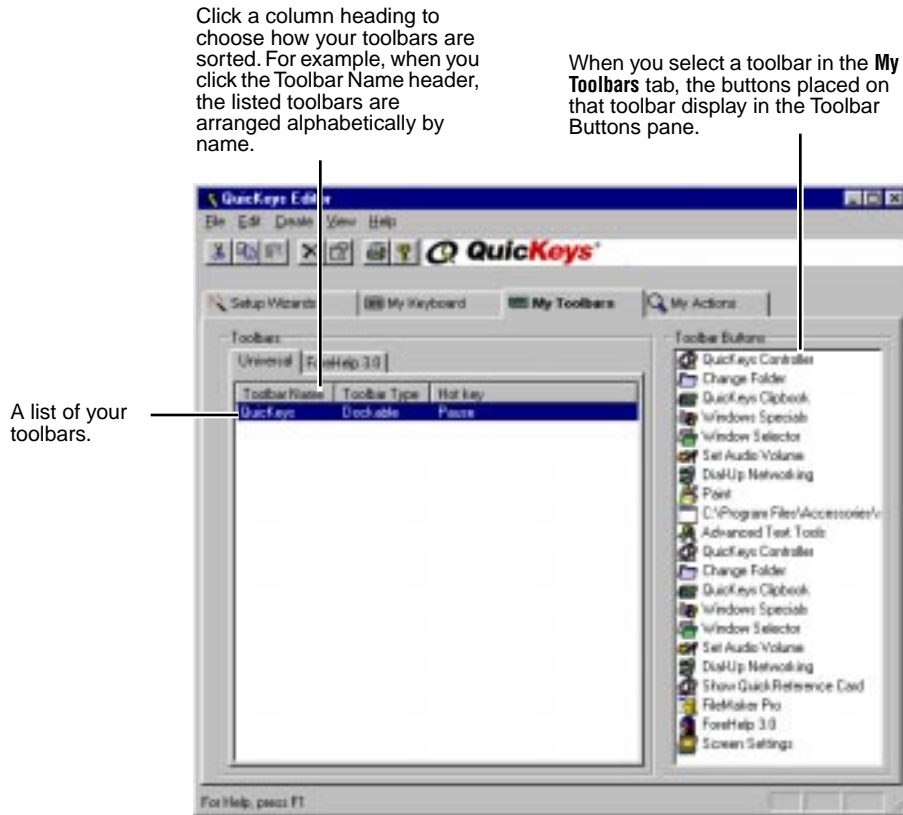 Click a column heading to
choose how your toolbars are
sorted. For example, when you
click the Toolbar Name header,
the listed toolbars are
arranged alphabetically by
name.
When you select a toolbar in the My
Toolbars tab, the buttons placed on
that toolbar display in the Toolbar
Buttons pane.
A list of your
toolbars.
QuicKeys Editor
File Edit Create View Help
QuicKeys
Setup Wizards My Keyboard My Toolbars My Actions
Toolbars
Universal ForeHelp 3.0
Toolbar Name Toolbar Type Hot key
QuicKeys Dockable Pause
Toolbar Buttons
QuicKeys Controller
Change Folder
QuicKeys Clipbook
Windows Specials
Window Selector
Set Audio Volume
Dial-Up Networking
Paint
C:\Program Files\Accessories\
Advanced Text Tools
QuicKeys Controller
Change Folder
QuicKeys Clipbook
Windows Specials
Window Selector
Set Audio Volume
Dial-Up Networking
Show QuickReference Card
FileMaker Pro
ForeHelp 3.0
Screen Settings
For Help, press F1